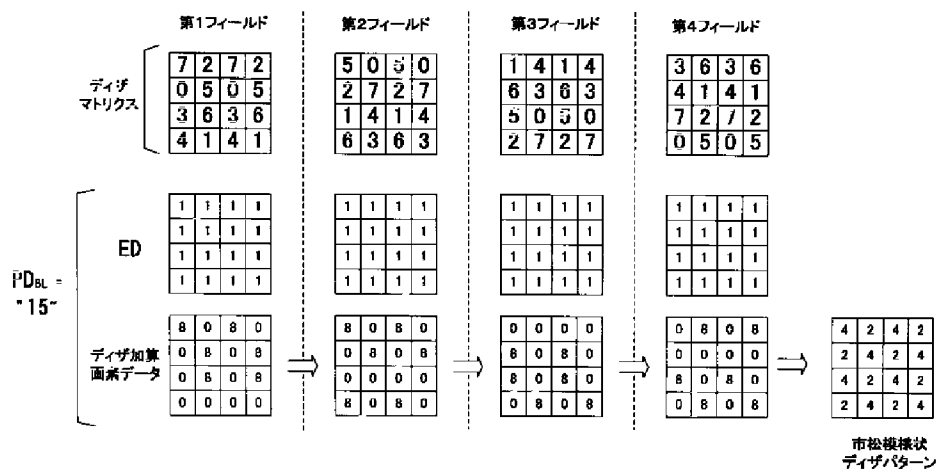 第1フィールド 第2フィールド 第3フィールド 第4フィールド
ディザ
マトリクス
7 2 7 2 5 0 5 0 1 4 1 4 3 6 3 6
0 5 0 5 2 7 2 7 6 3 6 3 4 1 4 1
3 6 3 6 1 4 1 4 5 0 5 0 7 2 7 2
4 1 4 1 6 3 6 3 2 7 2 7 0 5 0 5
PDBL =
"15"
ED
1 1 1 1 1 1 1 1 1 1 1 1 1 1 1 1
1 1 1 1 1 1 1 1 1 1 1 1 1 1 1 1
1 1 1 1 1 1 1 1 1 1 1 1 1 1 1 1
1 1 1 1 1 1 1 1 1 1 1 1 1 1 1 1
ディザ加算
画素データ
8 0 8 0 8 0 8 0 0 0 0 0 0 8 0 8 4 2 4 2
0 8 0 8 0 8 0 8 8 0 8 0 0 0 0 0 2 4 2 4
0 8 0 8 0 0 0 0 8 0 8 0 8 0 8 0 4 2 4 2
0 0 0 0 8 0 8 0 0 8 0 8 0 8 0 8 2 4 2 4
市松模様状
ディザパターン